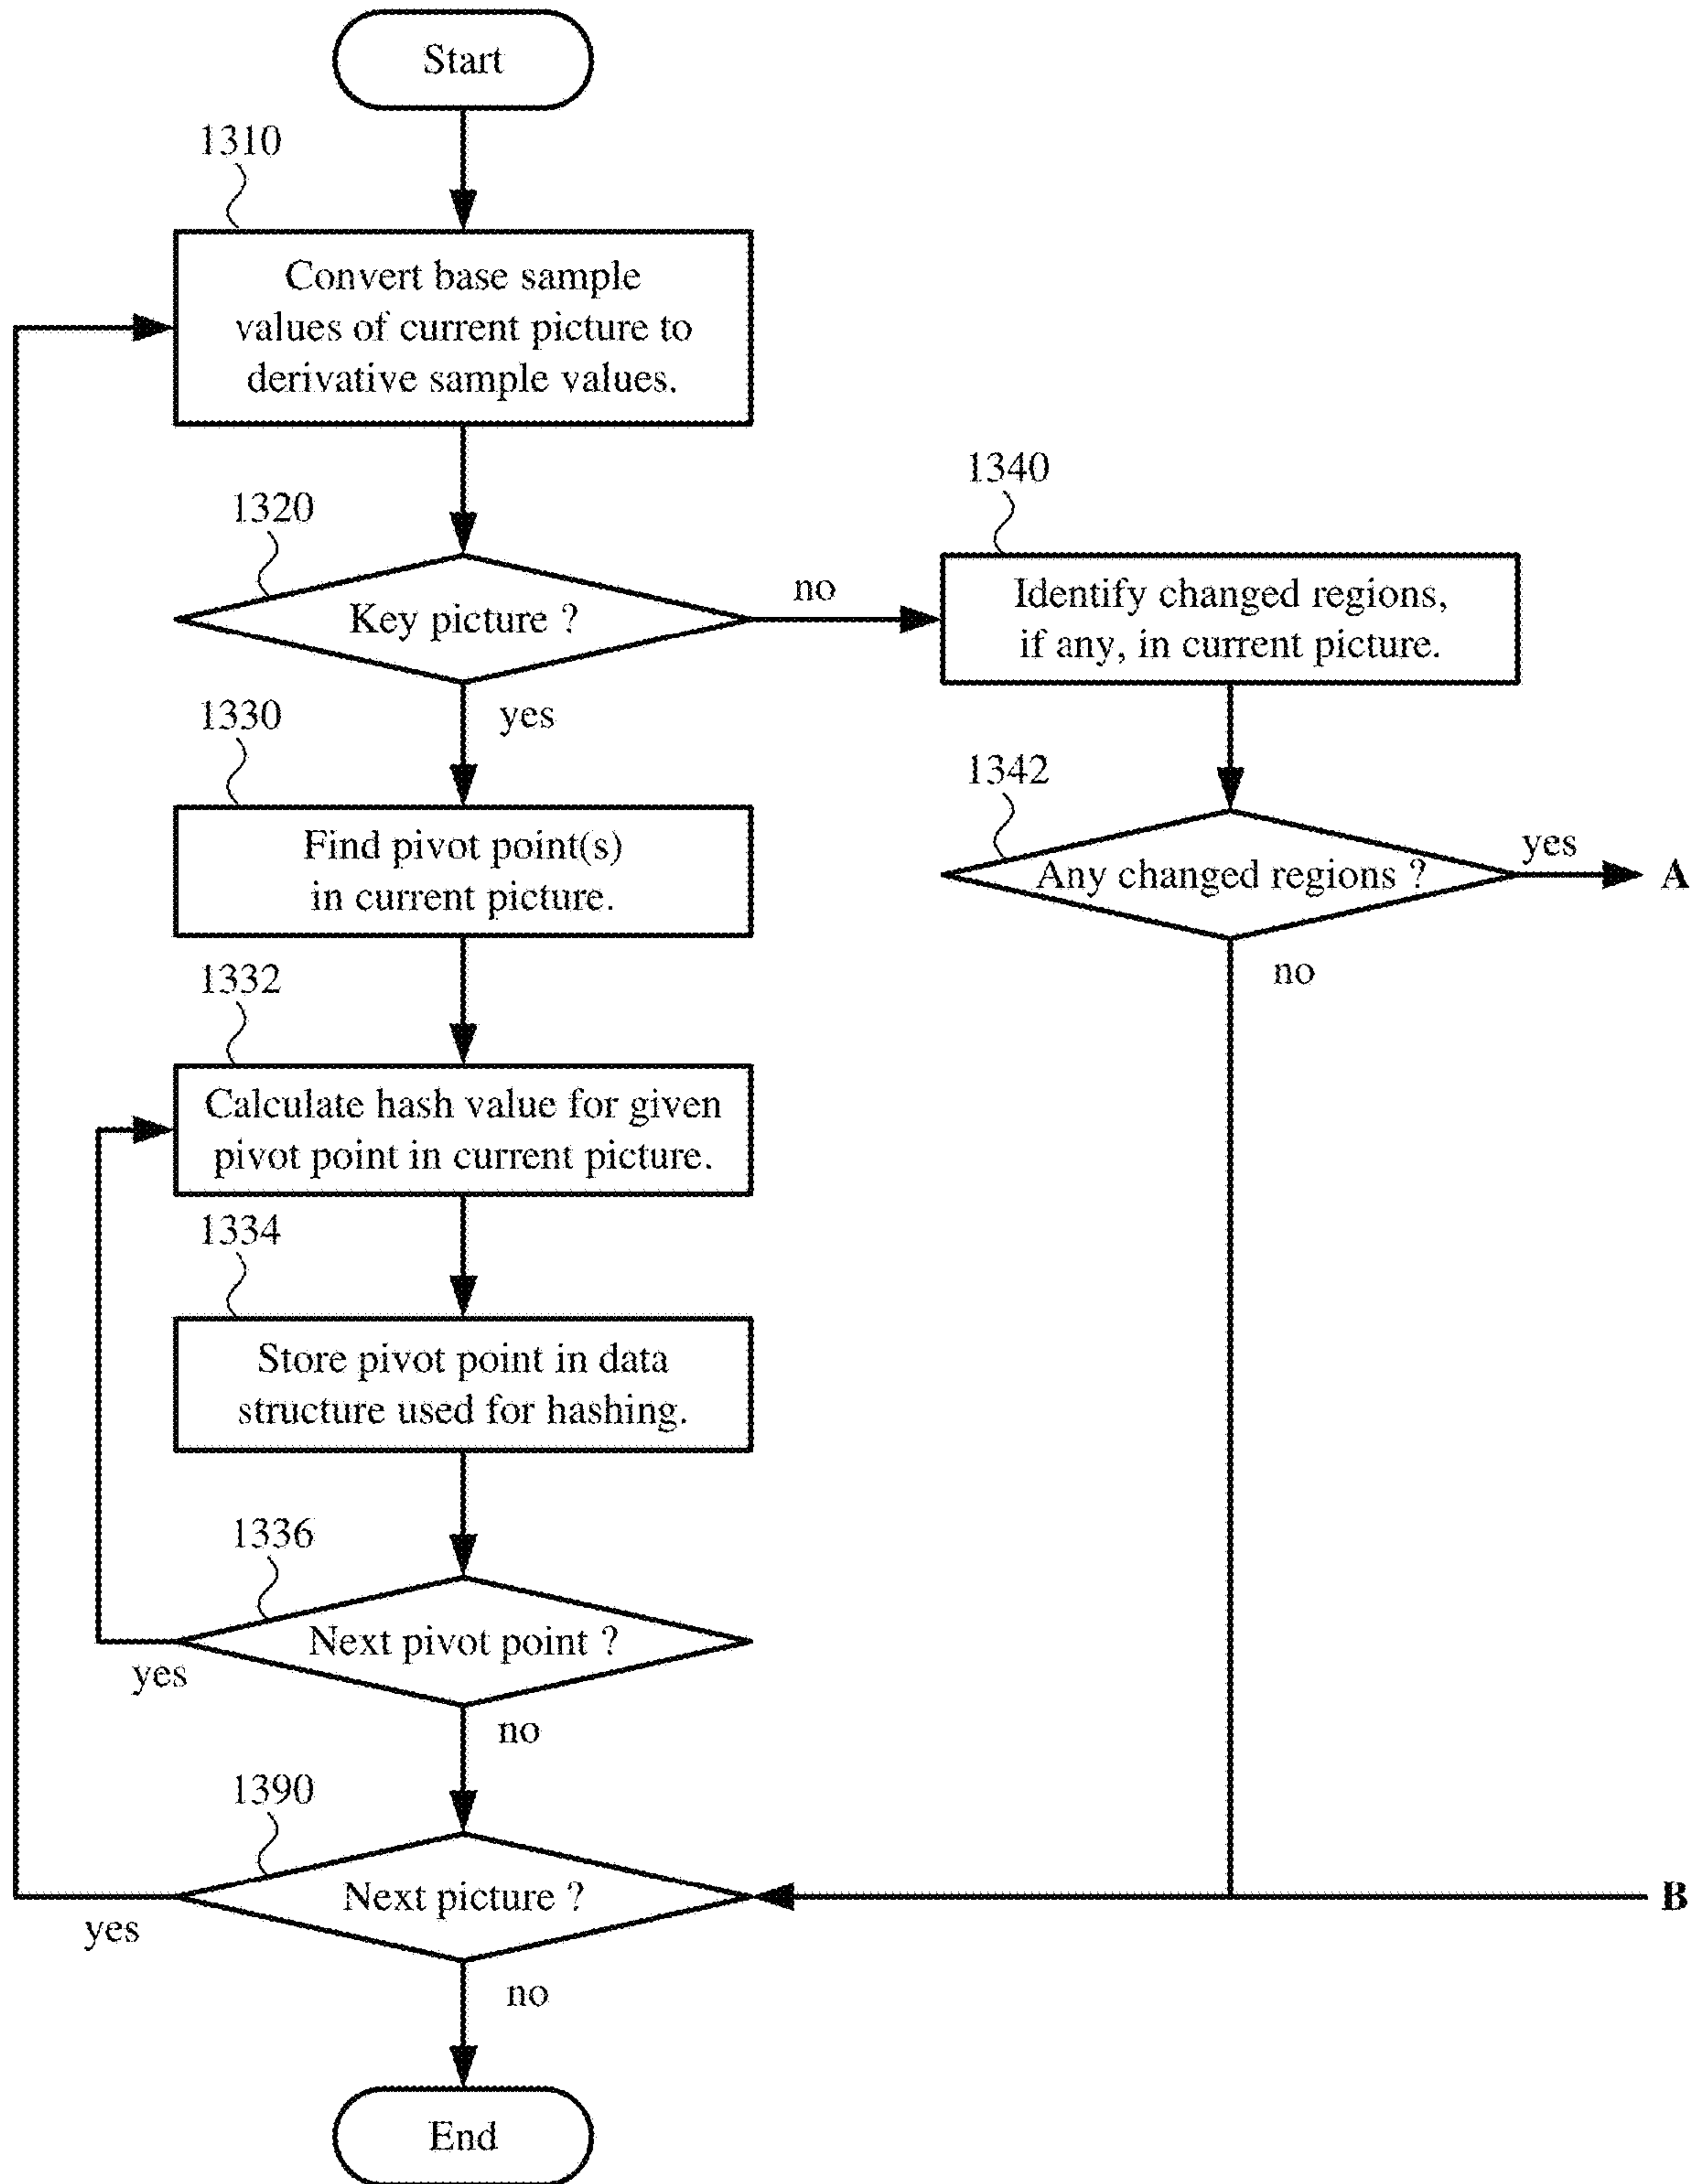 Start
1310
Convert base sample
values of current picture to
derivative sample values.
1320
Key picture ?
no
yes
1340
Identify changed regions,
if any, in current picture.
1330
Find pivot point(s)
in current picture.
1342
Any changed regions ?
yes
A
no
1332
Calculate hash value for given
pivot point in current picture.
1334
Store pivot point in data
structure used for hashing.
1336
Next pivot point ?
yes
no
1390
Next picture ?
B
yes
no
End